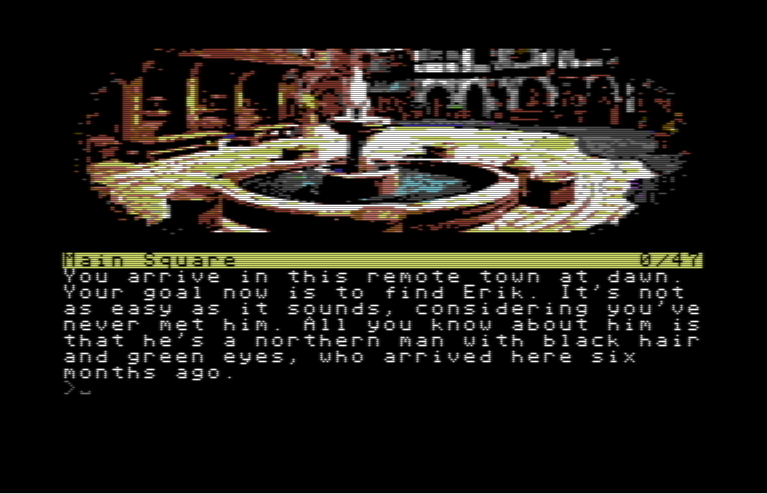 Main Square 0/47
You arrive in this remote town at dawn.
Your goal now is to find Erik. It's not
as easy as it sounds, considering you've
never met him. All you know about him is
that he's a northern man with black hair
and green eyes, who arrived here six
months ago.
>_